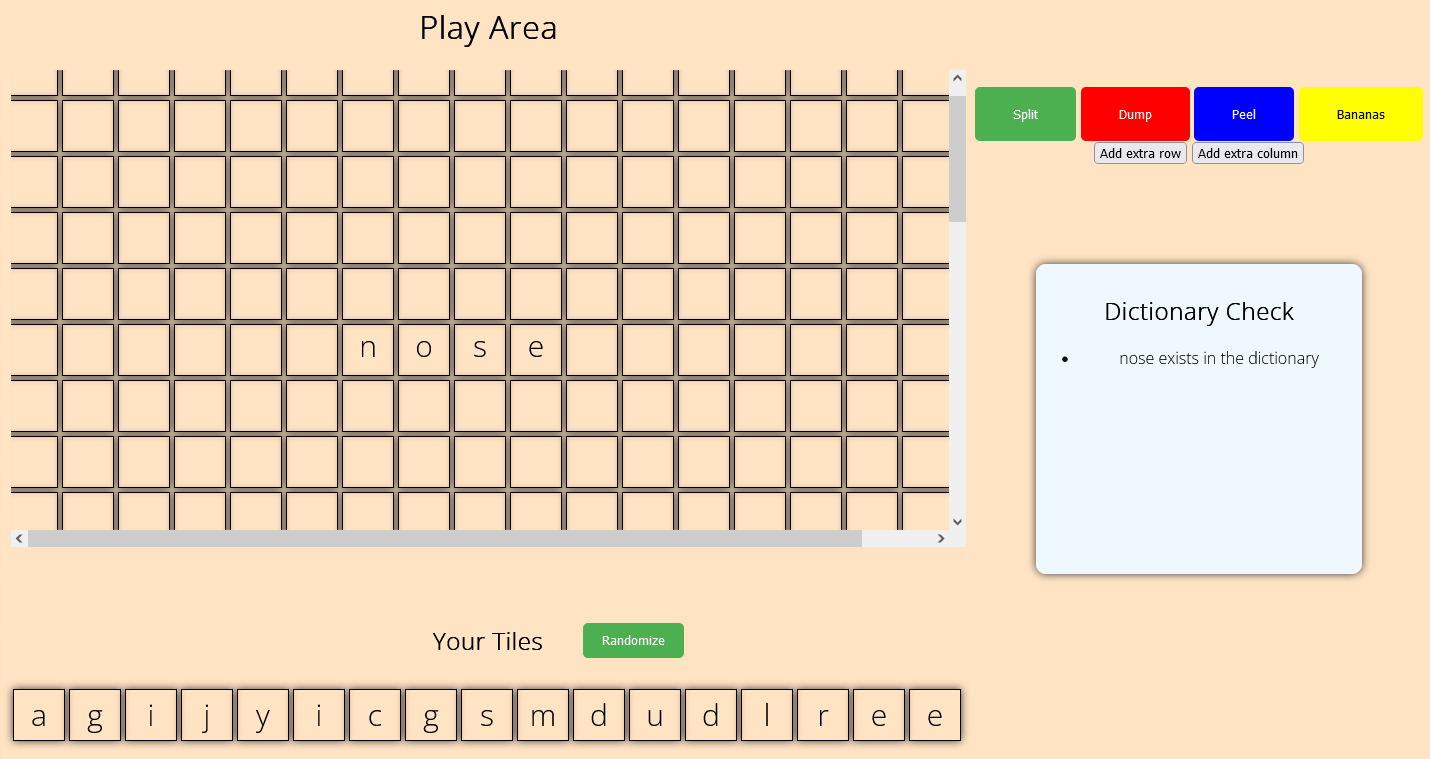 Play Area
Split Dump Peel Bananas
Add extra row Add extra column
n o s e
Dictionary Check
• nose exists in the dictionary
Your Tiles Randomize
a g i j y i c g s m d u d l r e e